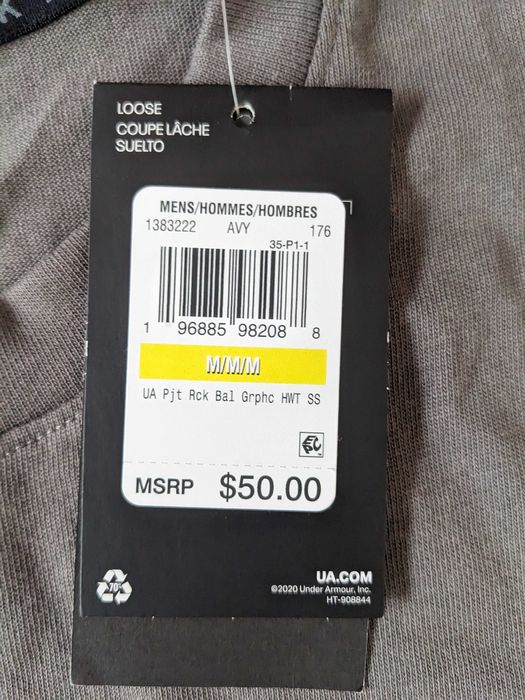 LOOSE
COUPE LÂCHE
SUELTO
MENS/HOMMES/HOMBRES
1383222 AVY 176
35-P1-1
1 96885 98208 8
M/M/M
UA Pjt Rck Bal Grphc HWT SS
MSRP $50.00
70%
UA.COM
©2020 Under Armour, Inc.
HT-908844